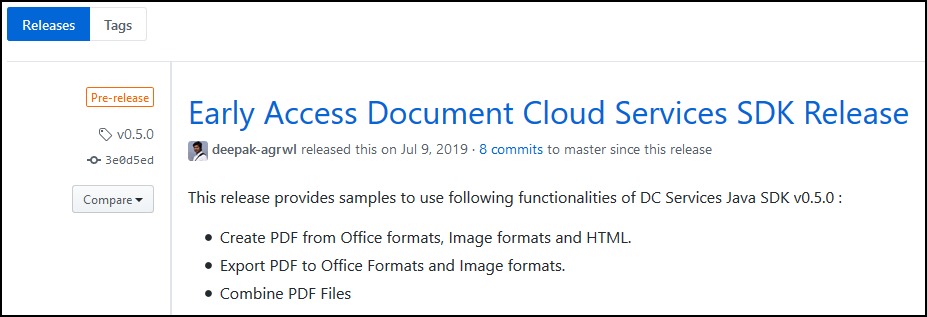 Releases Tags
Pre-release
v0.5.0
3e0d5ed
Compare
Early Access Document Cloud Services SDK Release
deepak-agrwl released this on Jul 9, 2019 · 8 commits to master since this release
This release provides samples to use following functionalities of DC Services Java SDK v0.5.0 :
• Create PDF from Office formats, Image formats and HTML.
• Export PDF to Office Formats and Image formats.
• Combine PDF Files